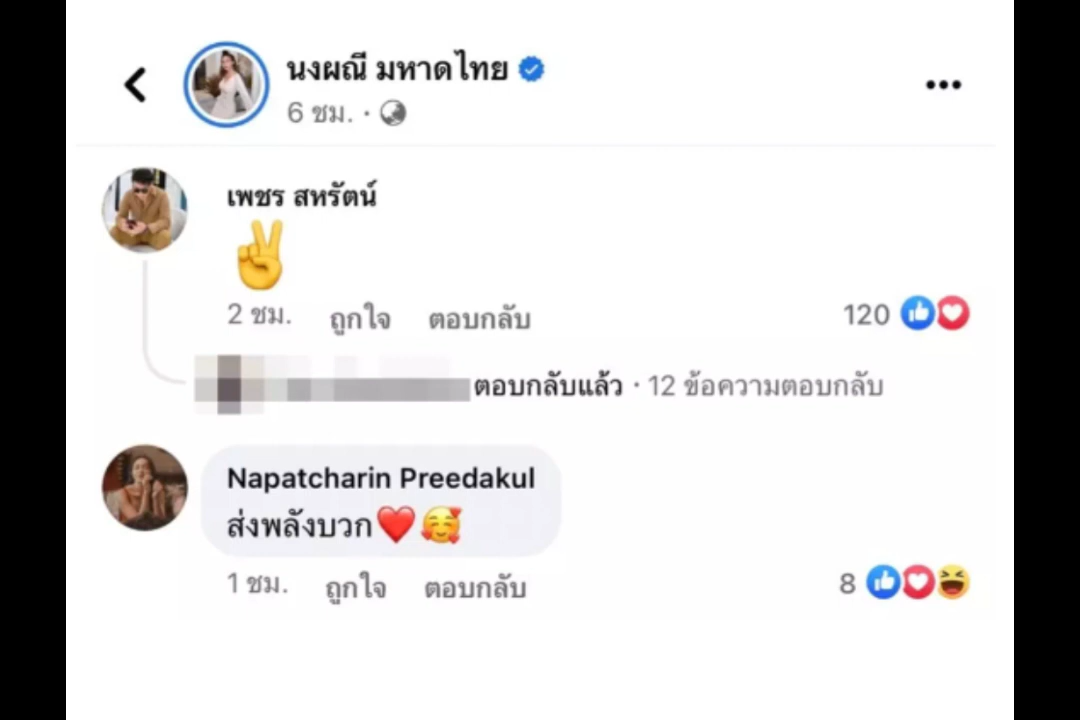 นงผณี มหาดไทย
6 ชม. ·
เพชร สหรัตน์
✌️
2 ชม. ถูกใจ ตอบกลับ 120
ตอบกลับแล้ว · 12 ข้อความตอบกลับ
Napatcharin Preedakul
ส่งพลังบวก❤️🥰
1 ชม. ถูกใจ ตอบกลับ 8